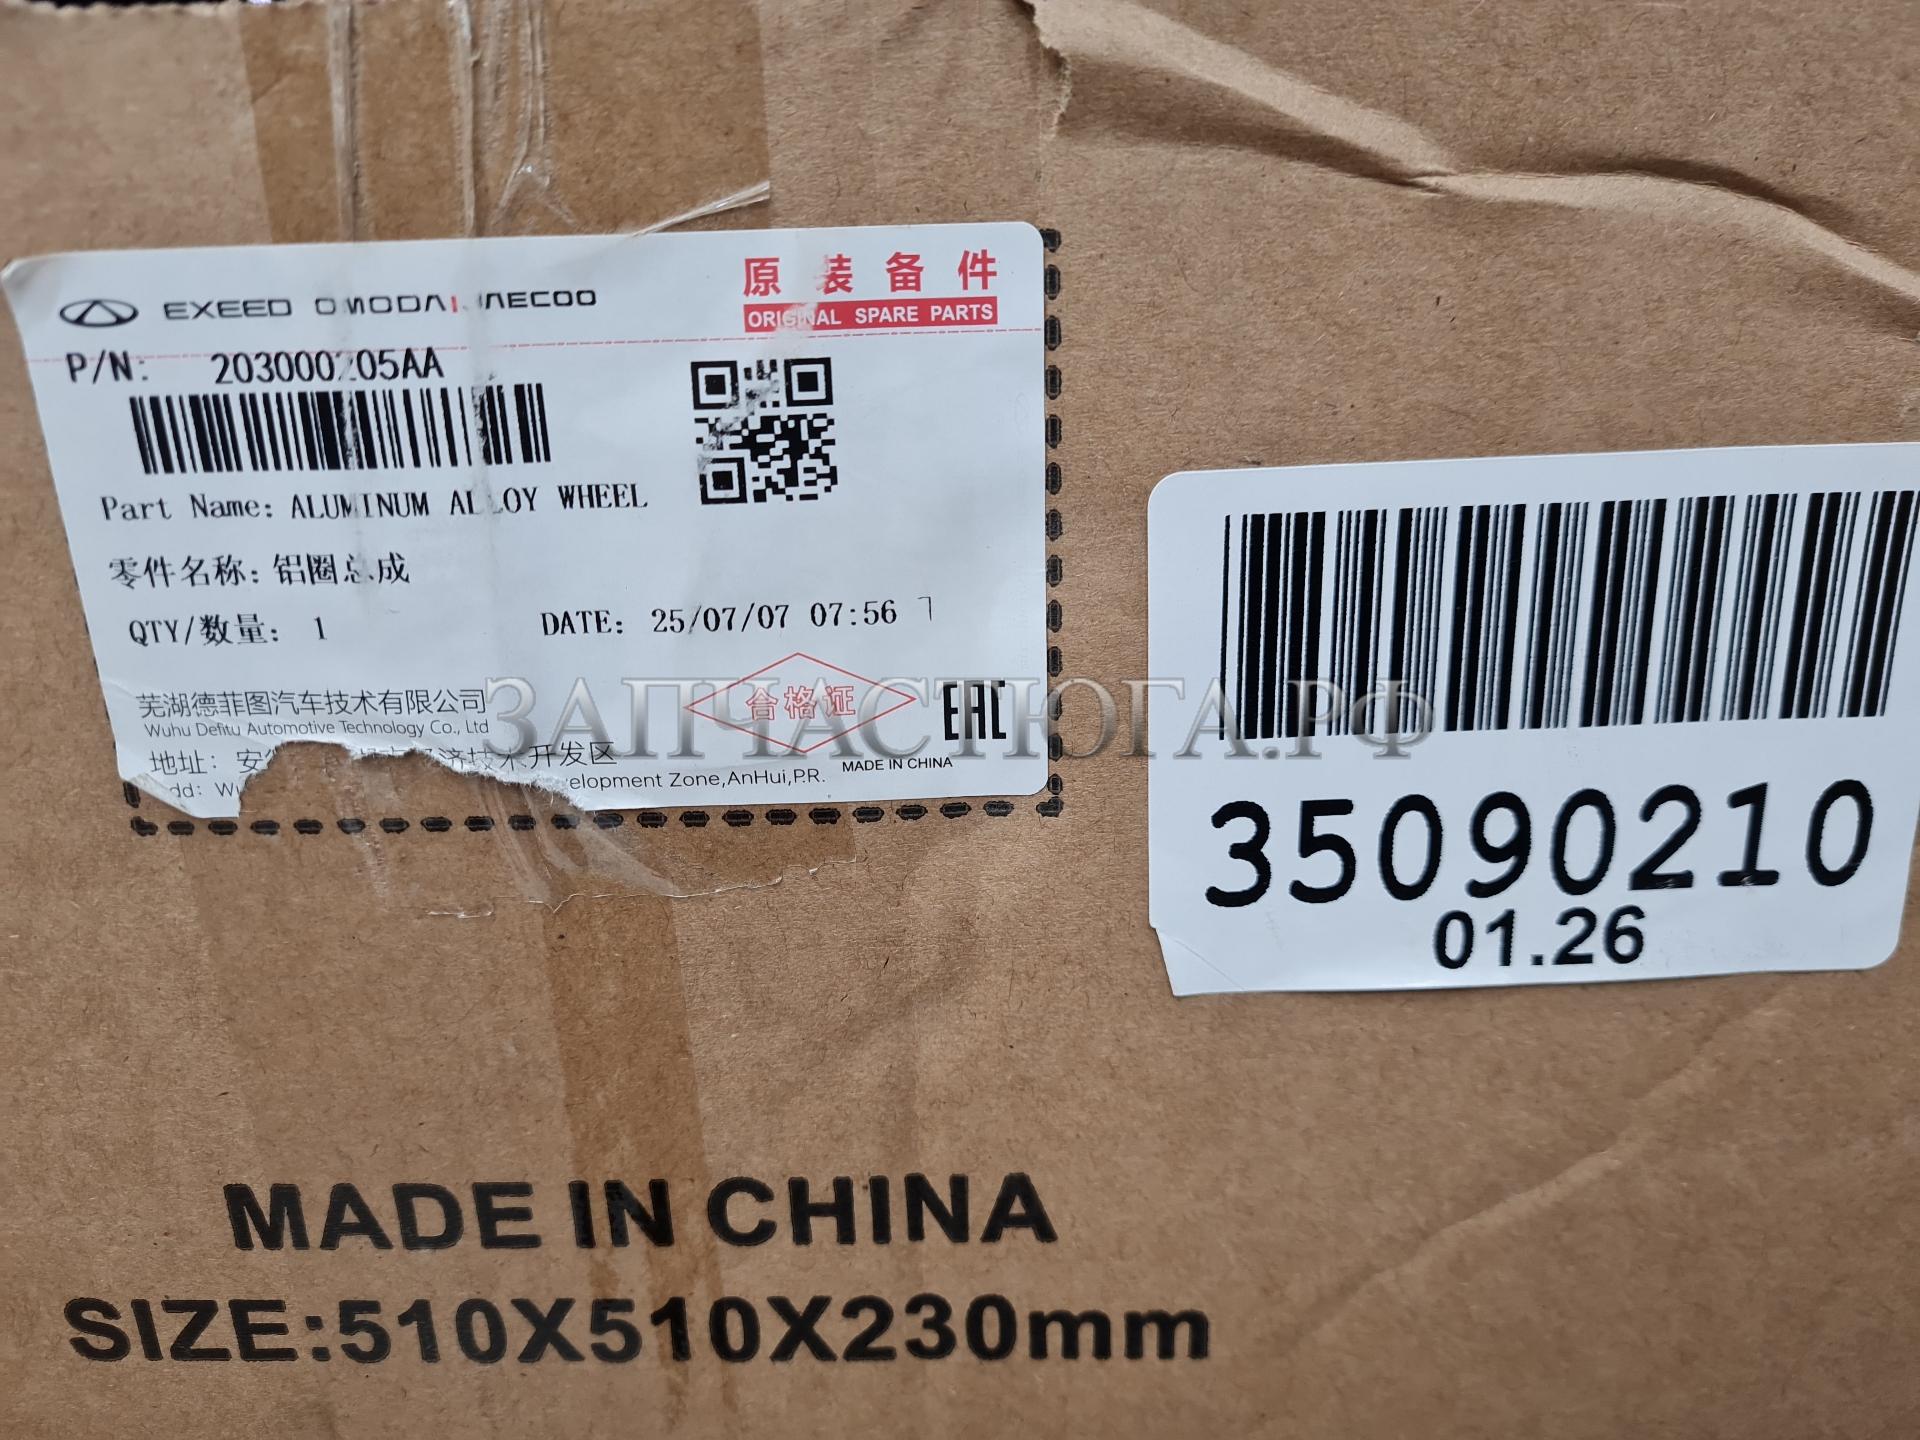 EXEED OMODA JAECOO
原装备件
ORIGINAL SPARE PARTS
P/N: 203000205AA
Part Name: ALUMINUM ALLOY WHEEL
零件名称: 铝圈总成
QTY/数量: 1
DATE: 25/07/07 07:56
芜湖德菲图汽车技术有限公司
Wuhu Defitu Automotive Technology Co., Ltd
合格证
EAC
地址: 安 济技术开发区
elopment Zone,AnHui,P.R.
MADE IN CHINA
ЗАПЧАСТЮГА.РФ
35090210
01.26
MADE IN CHINA
SIZE:510X510X230mm